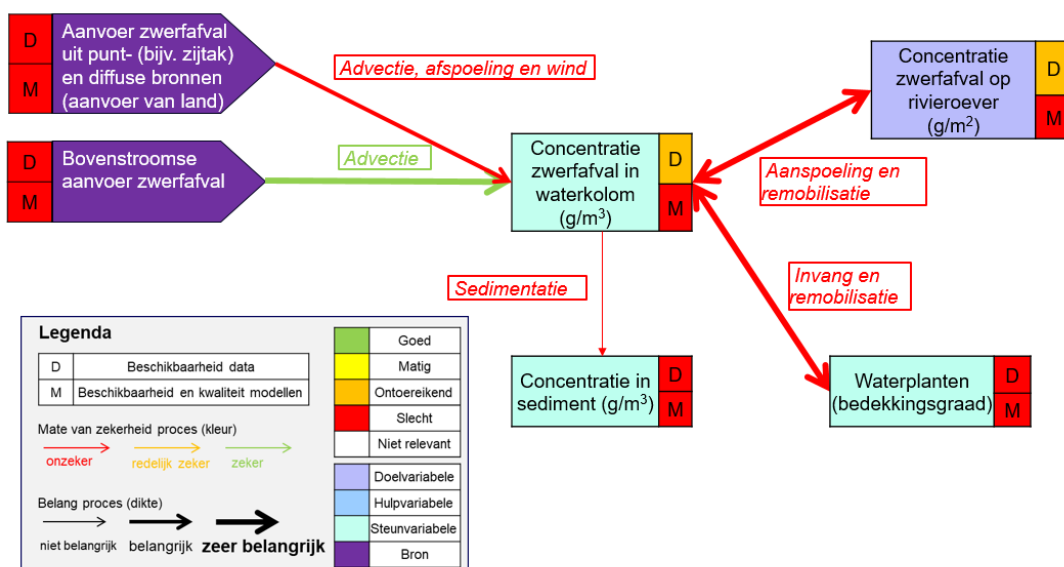 D
M
Aanvoer zwerfafval
uit punt- (bijv. zijtak)
en diffuse bronnen
(aanvoer van land)
Advectie, afspoeling en wind
Concentratie
zwerfafval op
rivieroever
(g/m²)
D
M
D
M
Bovenstroomse
aanvoer zwerfafval
Advectie
Concentratie
zwerfafval in
waterkolom
(g/m³)
D
M
Aanspoeling en
remobilisatie
Sedimentatie
Invang en
remobilisatie
Concentratie in
sediment (g/m³)
D
M
Waterplanten
(bedekkingsgraad)
D
M
Legenda
D Beschikbaarheid data
M Beschikbaarheid en kwaliteit modellen
Mate van zekerheid proces (kleur)
onzeker redelijk zeker zeker
Belang proces (dikte)
niet belangrijk belangrijk zeer belangrijk
Goed
Matig
Ontoereikend
Slecht
Niet relevant
Doelvariabele
Hulpvariabele
Steunvariabele
Bron